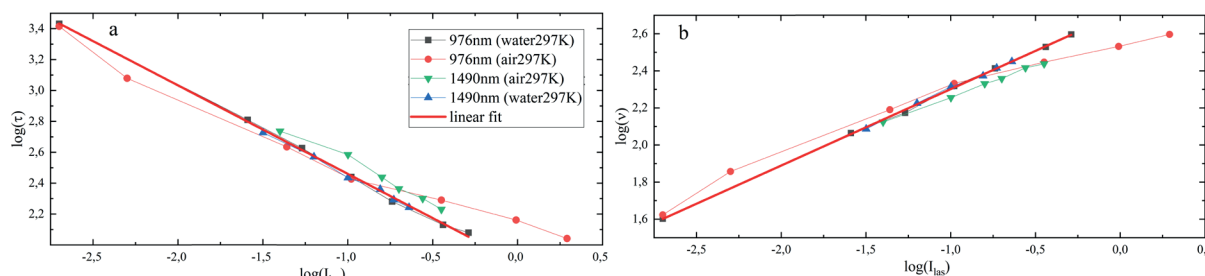 a
3,4
3,2
3,0
2,8
2,6
2,4
2,2
log(τ)
-2,5 -2,0 -1,5 -1,0 -0,5 0,0 0,5
976nm (water297K)
976nm (air297K)
1490nm (air297K)
1490nm (water297K)
linear fit
b
2,6
2,4
2,2
2,0
1,8
1,6
log(ν)
-2,5 -2,0 -1,5 -1,0 -0,5 0,0 0,5
log(I_las)